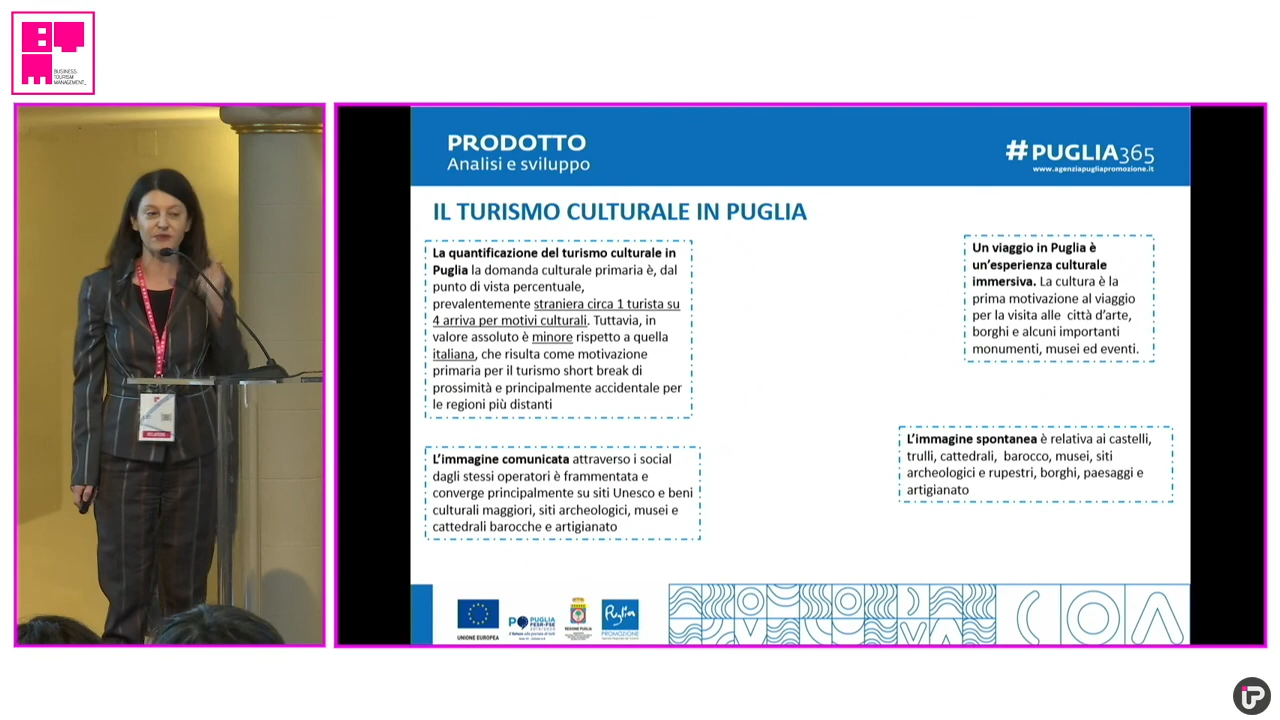 BUSINESS
TOURISM
MANAGEMENT_
PRODOTTO
Analisi e sviluppo
#PUGLIA365
www.agenziapugliapromozione.it
IL TURISMO CULTURALE IN PUGLIA
La quantificazione del turismo culturale in
Puglia la domanda culturale primaria è, dal
punto di vista percentuale,
prevalentemente straniera circa 1 turista su
4 arriva per motivi culturali. Tuttavia, in
valore assoluto è minore rispetto a quella
italiana, che risulta come motivazione
primaria per il turismo short break di
prossimità e principalmente accidentale per
le regioni più distanti
Un viaggio in Puglia è
un'esperienza culturale
immersiva. La cultura è la
prima motivazione al viaggio
per la visita alle città d'arte,
borghi e alcuni importanti
monumenti, musei ed eventi.
L'immagine comunicata attraverso i social
dagli stessi operatori è frammentata e
converge principalmente su siti Unesco e beni
culturali maggiori, siti archeologici, musei e
cattedrali barocche e artigianato
L'immagine spontanea è relativa ai castelli,
trulli, cattedrali, barocco, musei, siti
archeologici e rupestri, borghi, paesaggi e
artigianato
UNIONE EUROPEA
PUGLIA
FESR-FSE
REGIONE PUGLIA
Puglia
PROMOZIONE
RELATORE